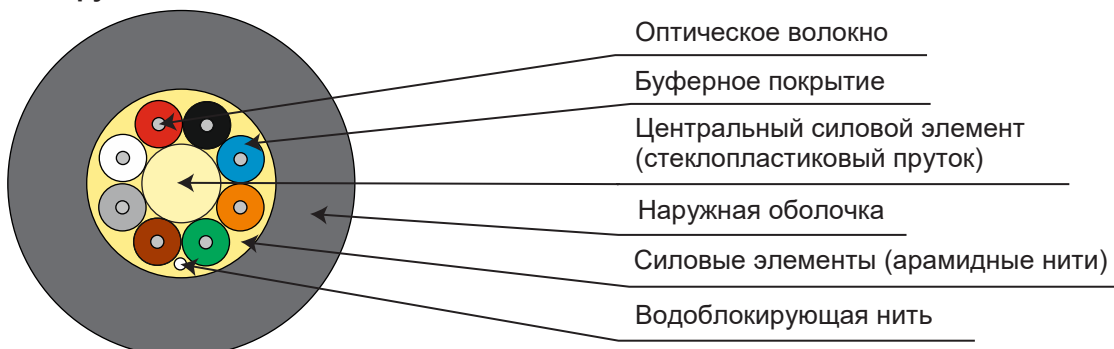 Оптическое волокно
Буферное покрытие
Центральный силовой элемент
(стеклопластиковый пруток)
Наружная оболочка
Силовые элементы (арамидные нити)
Водоблокирующая нить